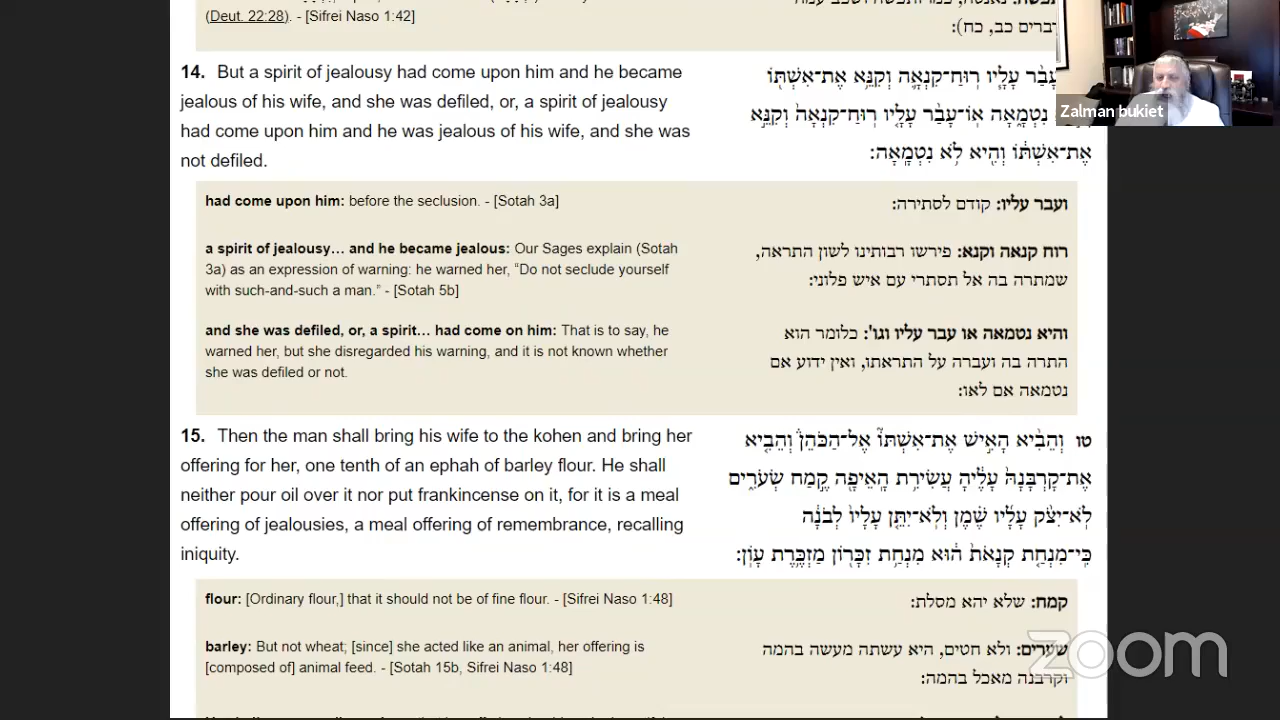 (Deut. 22:28). - [Sifrei Naso 1:42]
דברים כב, כח):
14. But a spirit of jealousy had come upon him and he became
jealous of his wife, and she was defiled, or, a spirit of jealousy
had come upon him and he was jealous of his wife, and she was
not defiled.
עָבַ֨ר עָלָ֧יו רֽוּחַ־קִנְאָ֛ה וְקִנֵּ֥א אֶת־אִשְׁתּ֖וֹ
נִטְמָ֑אָה אֽוֹ־עָבַ֨ר עָלָ֤יו רֽוּחַ־קִנְאָה֙ וְקִנֵּ֣א
אֶת־אִשְׁתּ֔וֹ וְהִ֖יא לֹ֥א נִטְמָֽאָה:
Zalman bukiet
had come upon him: before the seclusion. - [Sotah 3a]
ועבר עליו: קודם לסתירה:
a spirit of jealousy… and he became jealous: Our Sages explain (Sotah
3a) as an expression of warning: he warned her, “Do not seclude yourself
with such-and-such a man.” - [Sotah 5b]
רוח קנאה וקנא: פירשו רבותינו לשון התראה,
שמתרה בה אל תסתרי עם איש פלוני:
and she was defiled, or, a spirit… had come on him: That is to say, he
warned her, but she disregarded his warning, and it is not known whether
she was defiled or not.
והיא נטמאה או עבר עליו וגו': כלומר הוא
התרה בה ועברה על התראתו, ואין ידוע אם
נטמאה אם לאו:
15. Then the man shall bring his wife to the kohen and bring her
offering for her, one tenth of an ephah of barley flour. He shall
neither pour oil over it nor put frankincense on it, for it is a meal
offering of jealousies, a meal offering of remembrance, recalling
iniquity.
טו וְהֵבִ֨יא הָאִ֣ישׁ אֶת־אִשְׁתּוֹ֮ אֶל־הַכֹּהֵן֒ וְהֵבִ֤יא
אֶת־קָרְבָּנָהּ֙ עָלֶ֔יהָ עֲשִׂירִ֥ת הָֽאֵיפָ֖ה קֶ֣מַח שְׂעֹרִ֑ים
לֹֽא־יִצֹ֨ק עָלָ֜יו שֶׁ֗מֶן וְלֹֽא־יִתֵּ֤ן עָלָיו֙ לְבֹנָ֔ה
כִּֽי־מִנְחַ֤ת קְנָאֹת֙ ה֔וּא מִנְחַ֥ת זִכָּר֖וֹן מַזְכֶּ֥רֶת עָוֹֽן:
flour: [Ordinary flour,] that it should not be of fine flour. - [Sifrei Naso 1:48]
קמח: שלא יהא מסלת:
barley: But not wheat; [since] she acted like an animal, her offering is
[composed of] animal feed. - [Sotah 15b, Sifrei Naso 1:48]
שערים: ולא חטים, היא עשתה מעשה בהמה
וקרבנה מאכל בהמה:
zoom